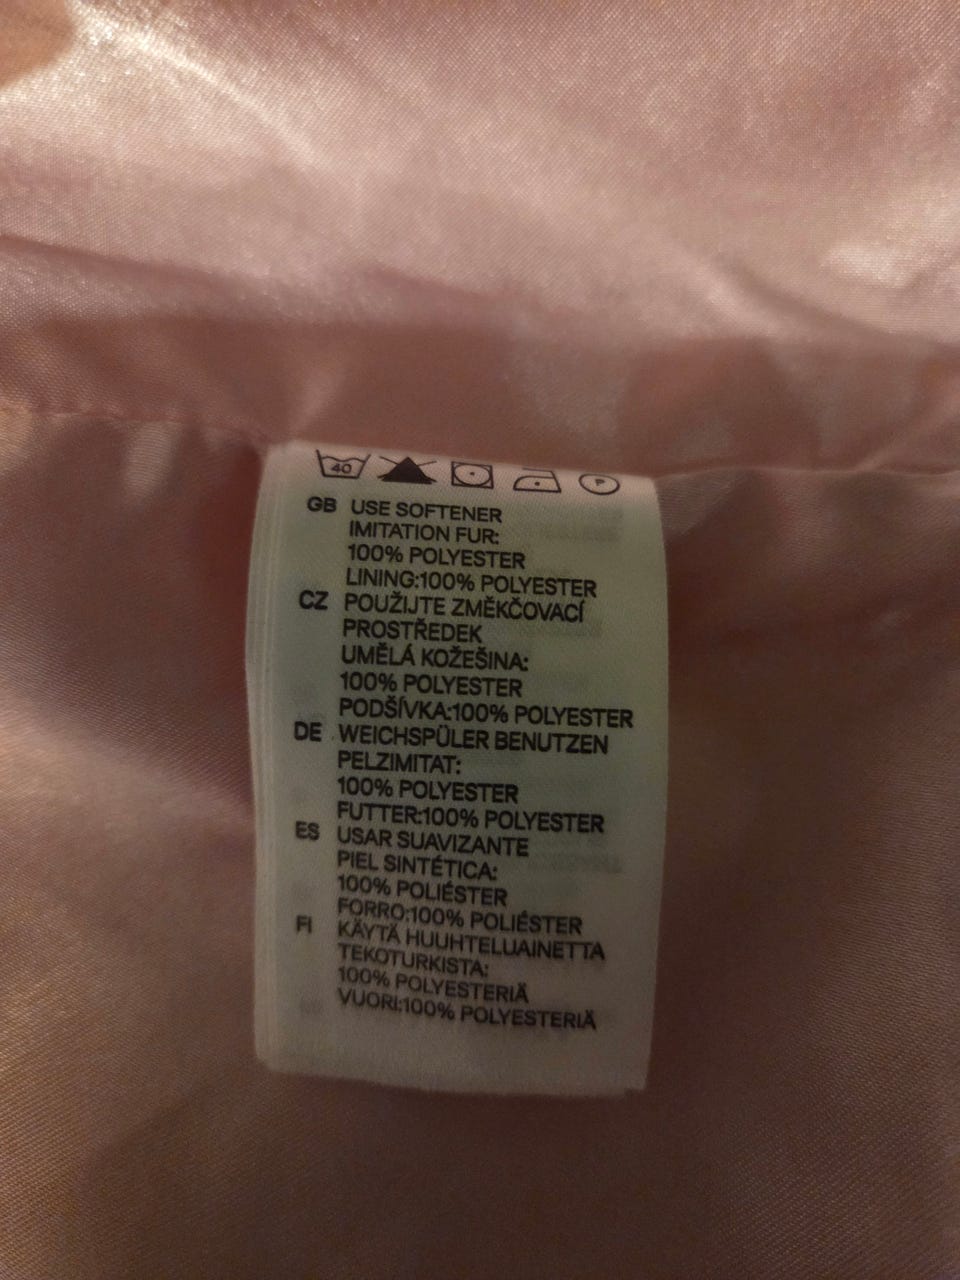 40 P
GB USE SOFTENER
IMITATION FUR:
100% POLYESTER
LINING:100% POLYESTER
CZ POUŽIJTE ZMĚKČOVACÍ
PROSTŘEDEK
UMĚLÁ KOŽEŠINA:
100% POLYESTER
PODŠÍVKA:100% POLYESTER
DE WEICHSPÜLER BENUTZEN
PELZIMITAT:
100% POLYESTER
FUTTER:100% POLYESTER
ES USAR SUAVIZANTE
PIEL SINTÉTICA:
100% POLIÉSTER
FORRO:100% POLIÉSTER
FI KÄYTÄ HUUHTELUAINETTA
TEKOTURKISTA:
100% POLYESTERIÄ
VUORI:100% POLYESTERIÄ